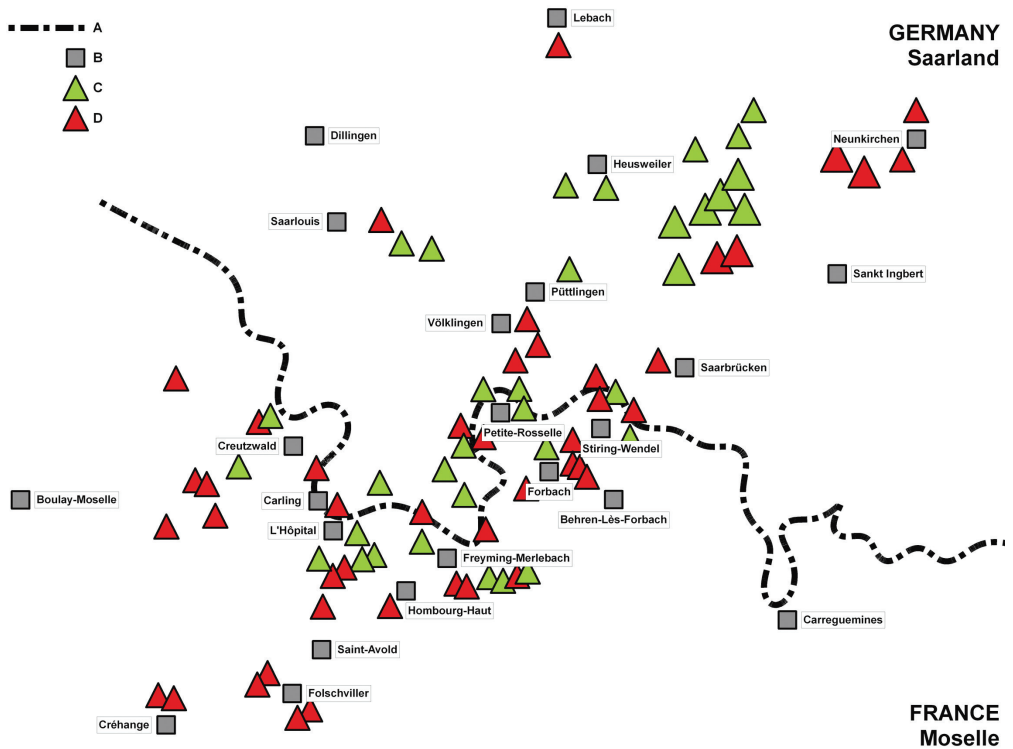 A
B
C
D
Lebach
GERMANY
Saarland
Dillingen
Neunkirchen
Heusweiler
Saarlouis
Sankt Ingbert
Püttlingen
Völklingen
Saarbrücken
Petite-Rosselle
Stiring-Wendel
Creutzwald
Forbach
Boulay-Moselle
Carling
Behren-Lès-Forbach
L'Hôpital
Freyming-Merlebach
Hombourg-Haut
Carreguemines
Saint-Avold
Folschviller
Créhange
FRANCE
Moselle